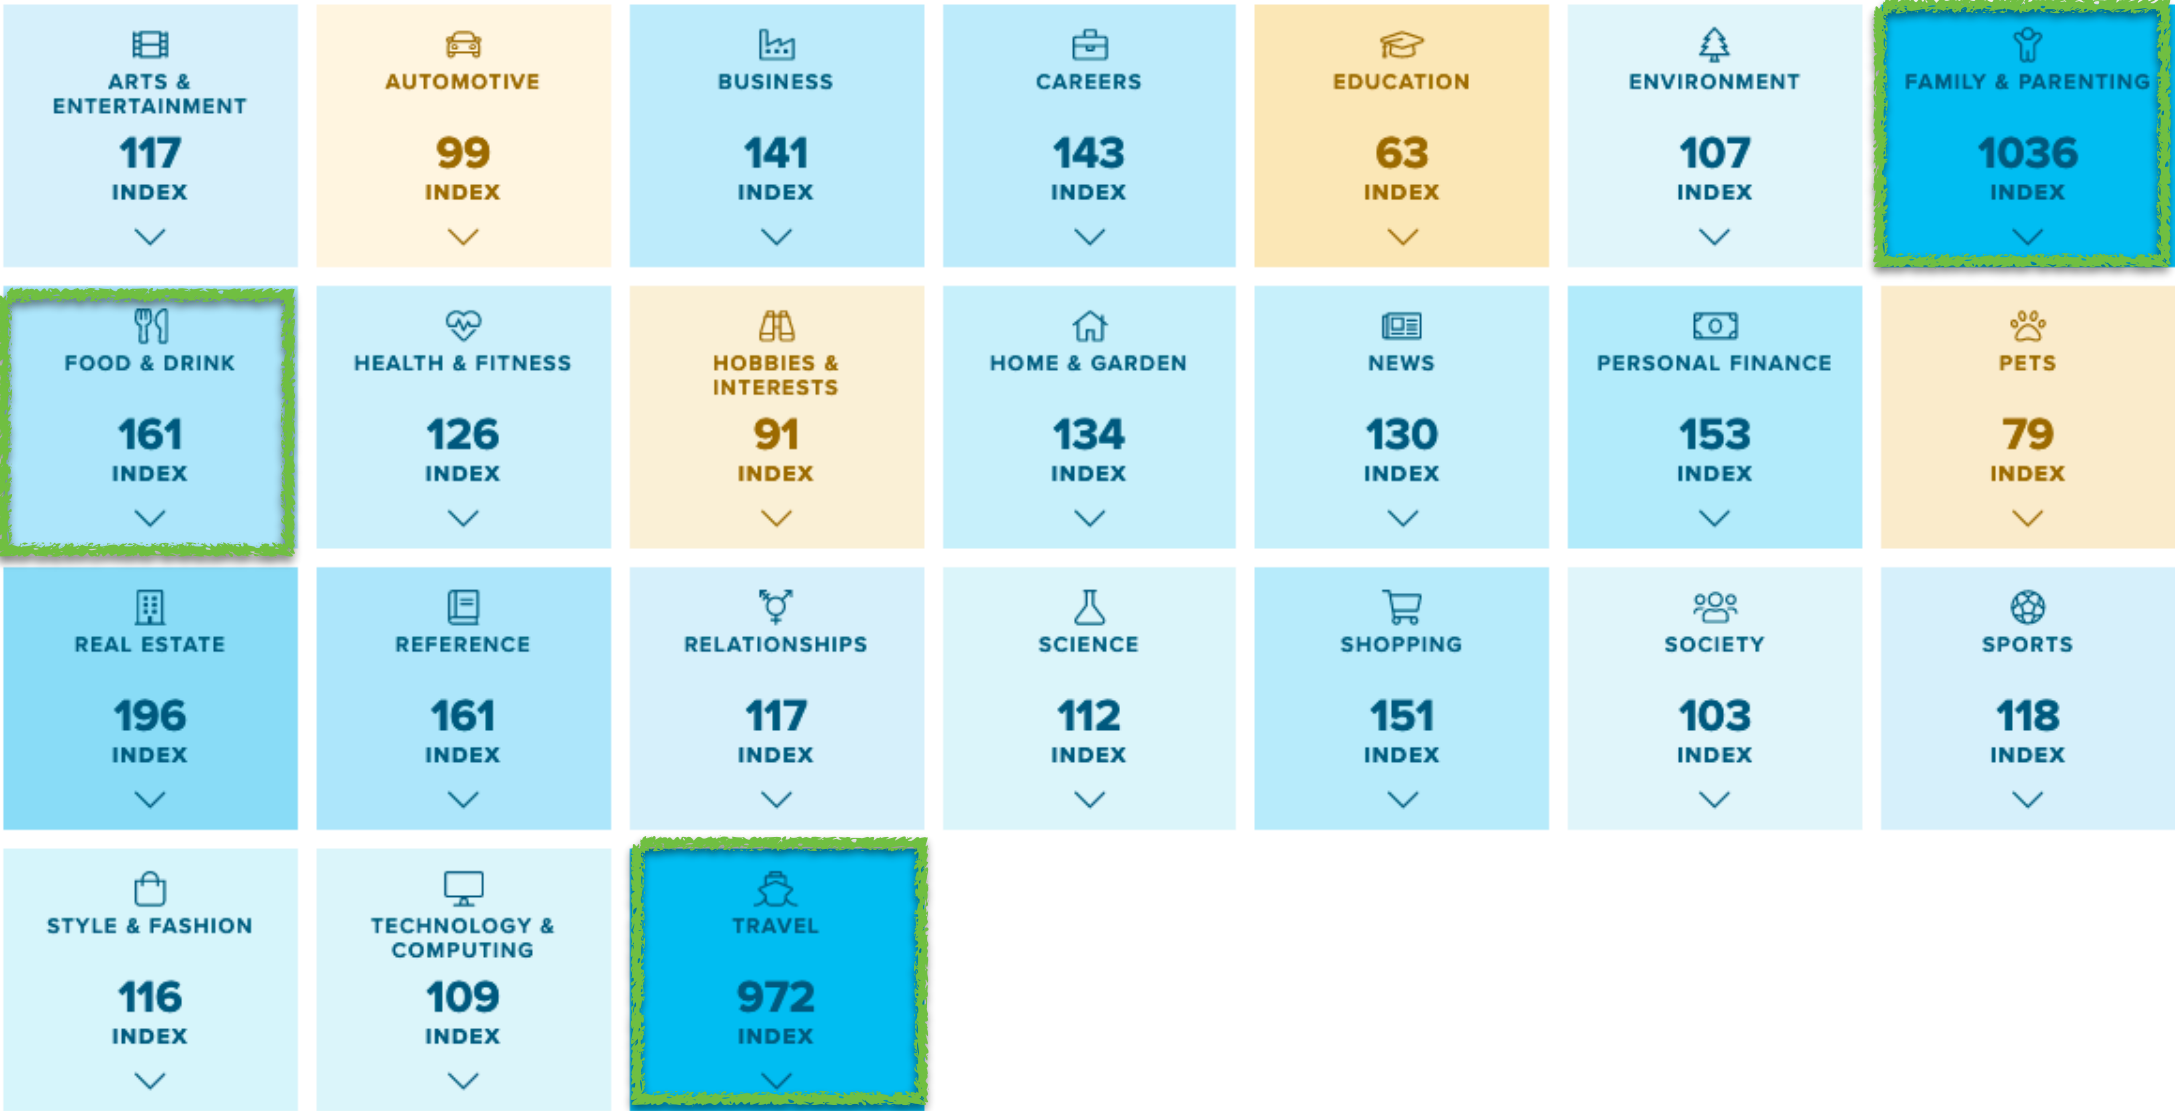 ARTS &
ENTERTAINMENT
117
INDEX
AUTOMOTIVE
99
INDEX
BUSINESS
141
INDEX
CAREERS
143
INDEX
EDUCATION
63
INDEX
ENVIRONMENT
107
INDEX
FAMILY & PARENTING
1036
INDEX
FOOD & DRINK
161
INDEX
HEALTH & FITNESS
126
INDEX
HOBBIES &
INTERESTS
91
INDEX
HOME & GARDEN
134
INDEX
NEWS
130
INDEX
PERSONAL FINANCE
153
INDEX
PETS
79
INDEX
REAL ESTATE
196
INDEX
REFERENCE
161
INDEX
RELATIONSHIPS
117
INDEX
SCIENCE
112
INDEX
SHOPPING
151
INDEX
SOCIETY
103
INDEX
SPORTS
118
INDEX
STYLE & FASHION
116
INDEX
TECHNOLOGY &
COMPUTING
109
INDEX
TRAVEL
972
INDEX